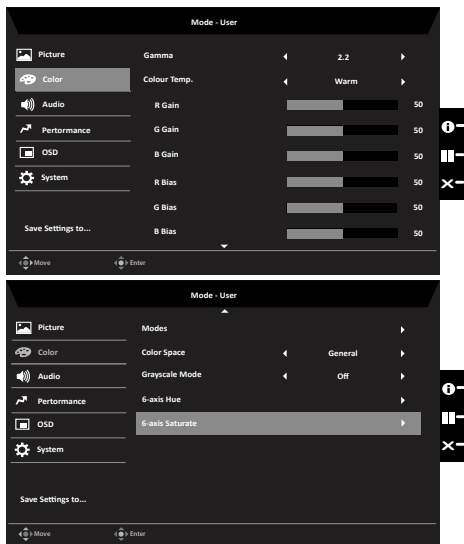 Mode - User
Picture Gamma 2.2
Color Colour Temp. Warm
Audio R Gain 50
Pertormance G Gain 50
OSD B Gain 50
System R Bias 50
G Bias 50
Save Settings to... B Bias 50
Move Enter
Mode - User
Picture Modes
Color Color Space General
Audio Grayscale Mode Off
Pertormance 6-axis Hue
OSD 6-axis Saturate
System
Save Settings to...
Move Enter